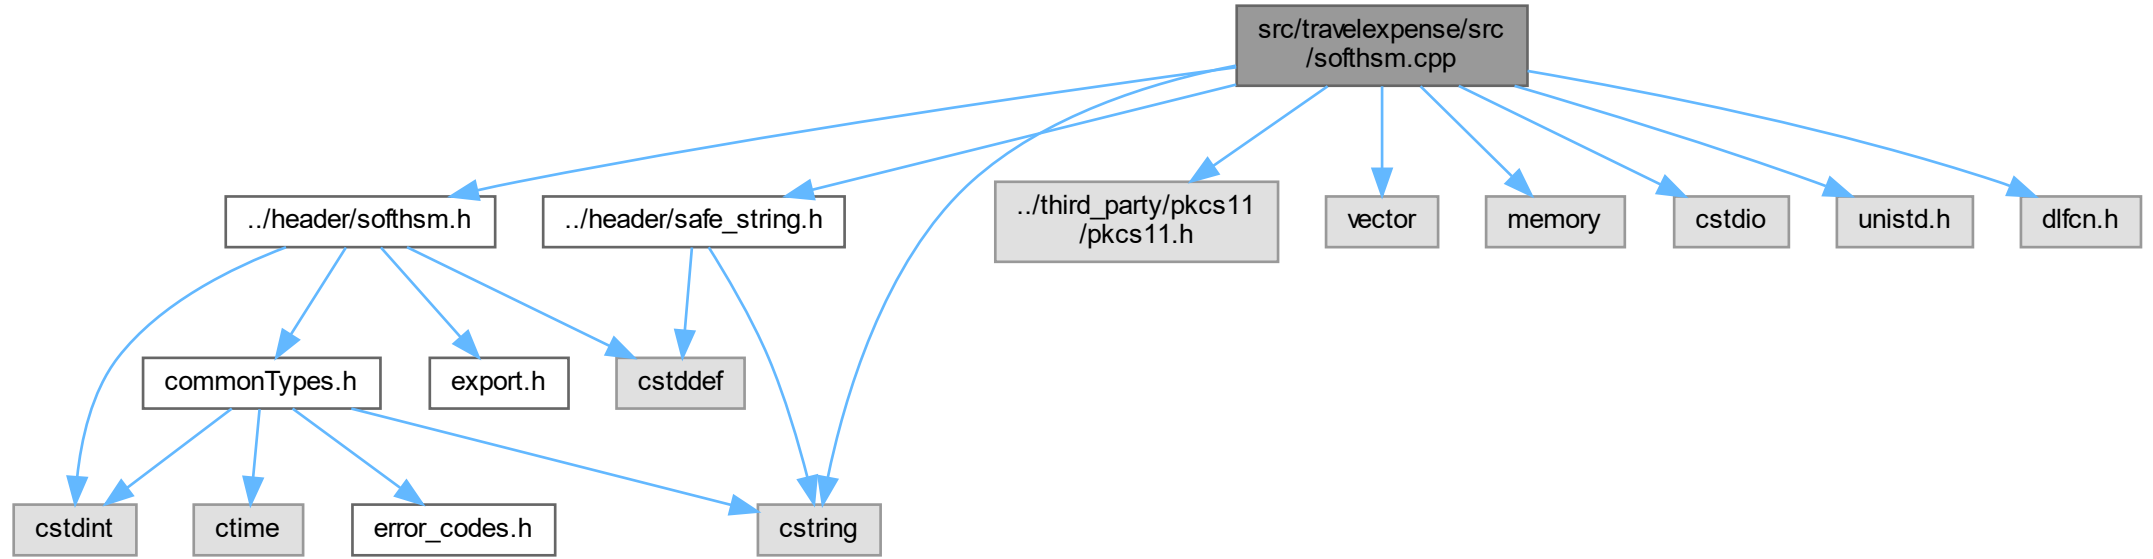 src/travelexpense/src
/softhsm.cpp
../header/softhsm.h
../header/safe_string.h
../third_party/pkcs11
/pkcs11.h
vector
memory
cstdio
unistd.h
dlfcn.h
commonTypes.h
export.h
cstddef
cstdint
ctime
error_codes.h
cstring